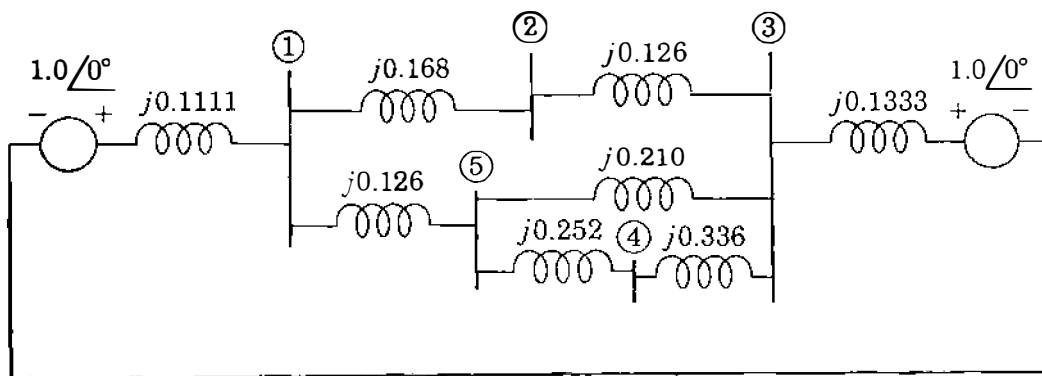 ①
②
③
1.0/0°
j0.168
j0.126
1.0/0°
- +
j0.1111
j0.1333
+ -
⑤
j0.210
j0.126
j0.252
④
j0.336